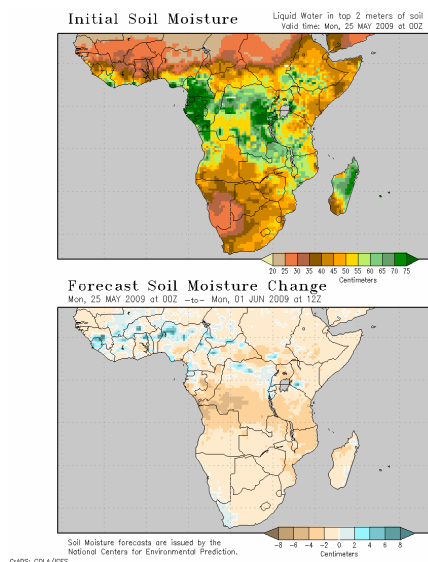 Initial Soil Moisture
Liquid Water in top 2 meters of soil
Valid time: Mon, 25 MAY 2009 at 00Z
20 25 30 35 40 45 50 55 60 65 70 75
Centimeters
Forecast Soil Moisture Change
Mon, 25 MAY 2009 at 00Z -to- Mon, 01 JUN 2009 at 12Z
-8 -6 -4 -2 0 2 4 6 8
Centimeters
Soil Moisture forecasts are issued by the
National Centers for Environmental Prediction.
GrADS: COLA/IGES